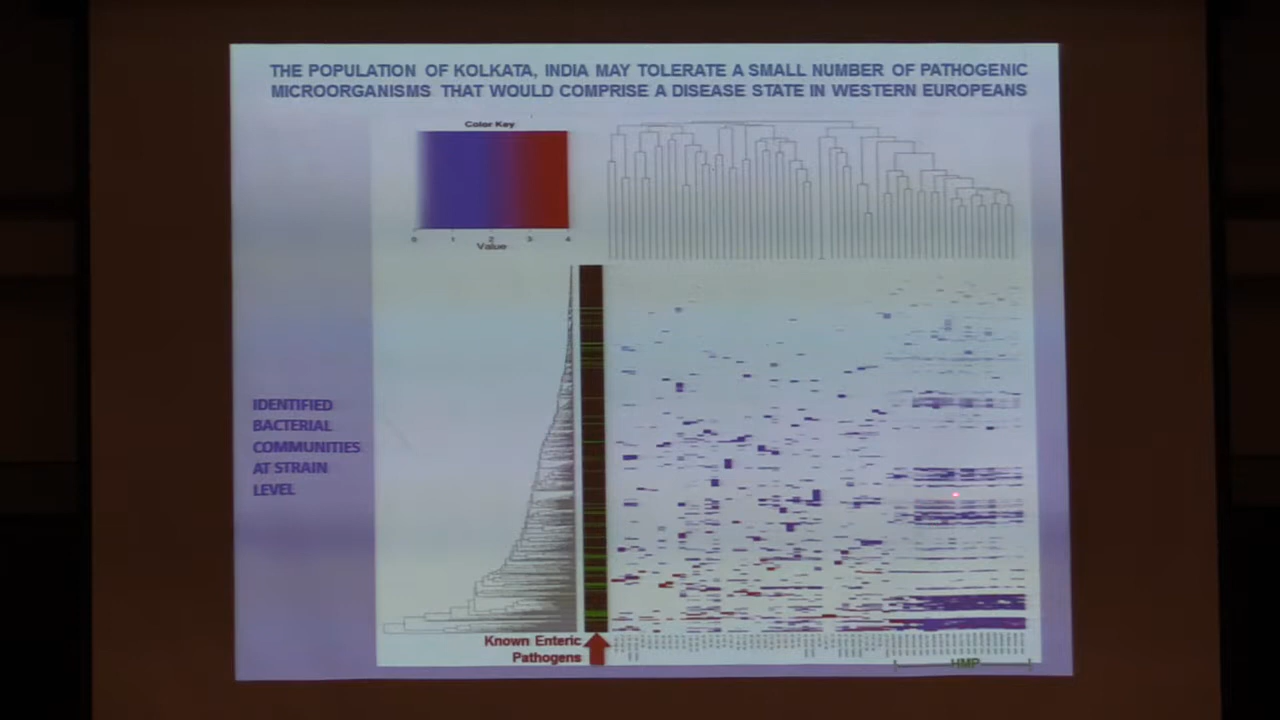 THE POPULATION OF KOLKATA, INDIA MAY TOLERATE A SMALL NUMBER OF PATHOGENIC
MICROORGANISMS THAT WOULD COMPRISE A DISEASE STATE IN WESTERN EUROPEANS
Color Key
0 1 2 3 4
Value
IDENTIFIED
BACTERIAL
COMMUNITIES
AT STRAIN
LEVEL
Known Enteric
Pathogens
HMP